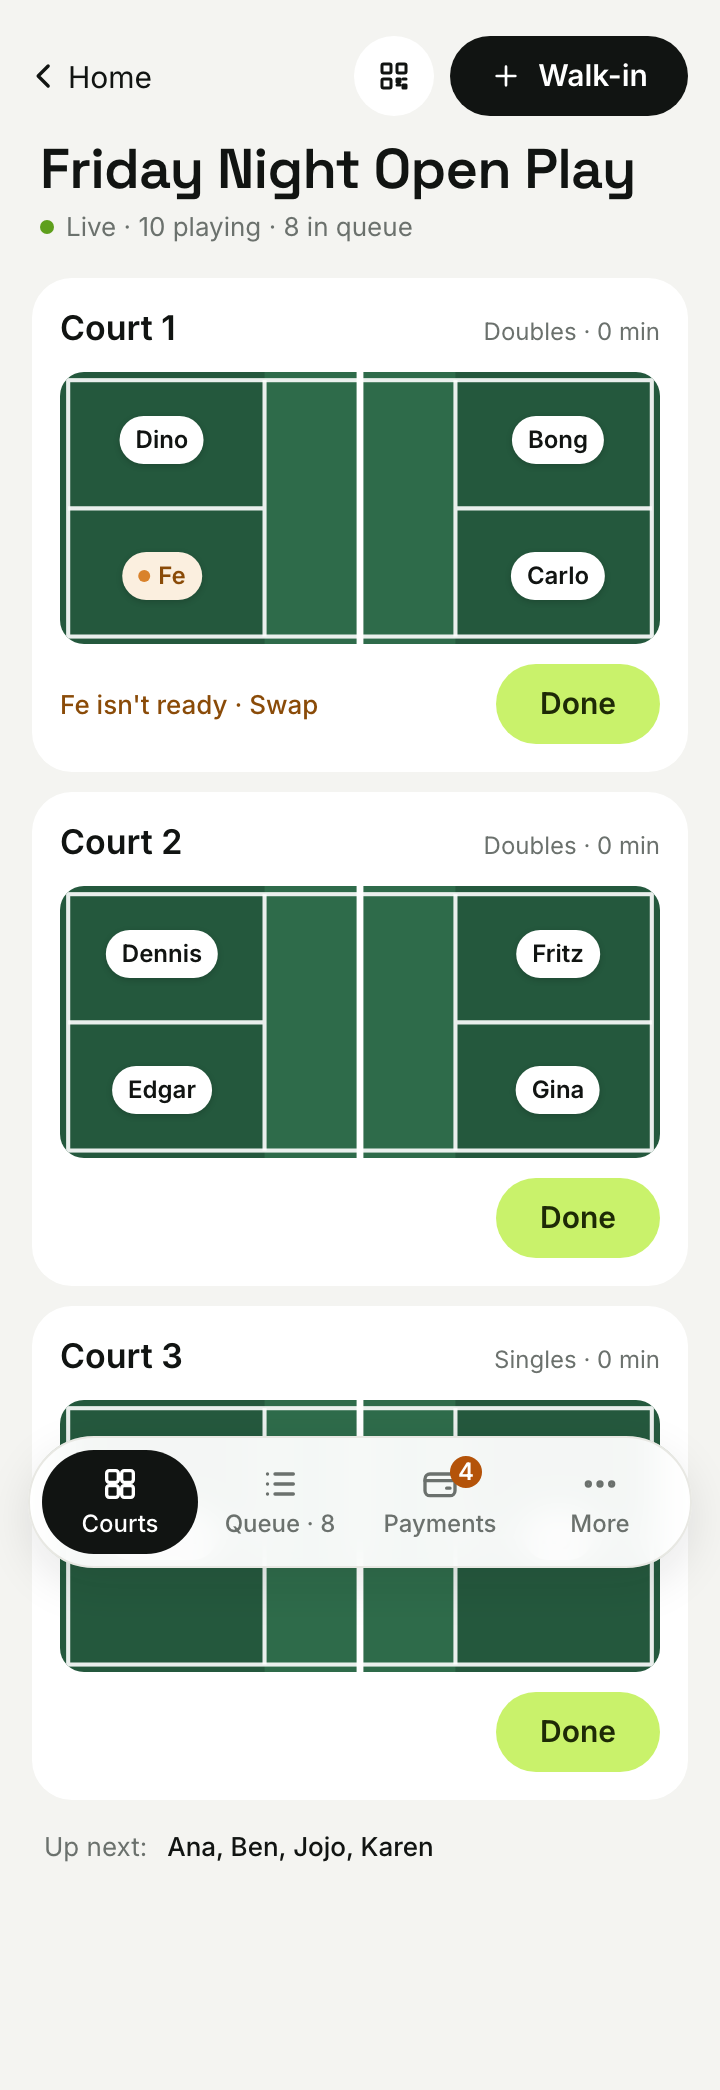 Home
Walk-in
Friday Night Open Play
Live · 10 playing · 8 in queue
Court 1
Doubles · 0 min
Dino
Bong
Fe
Carlo
Fe isn't ready · Swap
Done
Court 2
Doubles · 0 min
Dennis
Fritz
Edgar
Gina
Done
Court 3
Singles · 0 min
4
Courts
Queue · 8
Payments
More
Done
Up next: Ana, Ben, Jojo, Karen